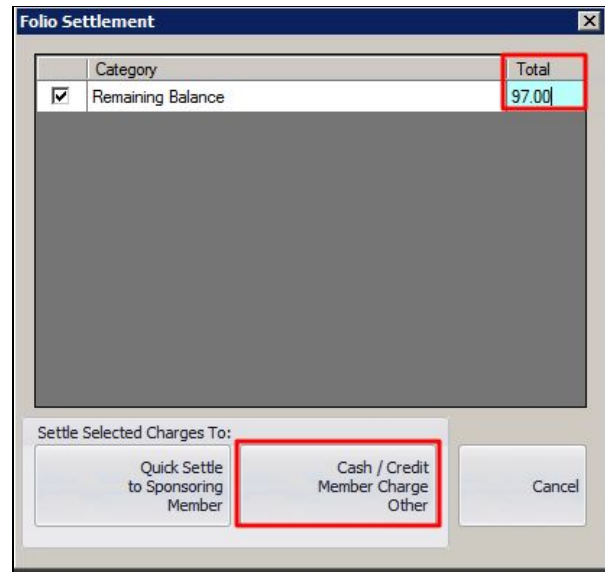 Folio Settlement
Category Total
Remaining Balance 97.00
Settle Selected Charges To:
Quick Settle
to Sponsoring
Member
Cash / Credit
Member Charge
Other
Cancel